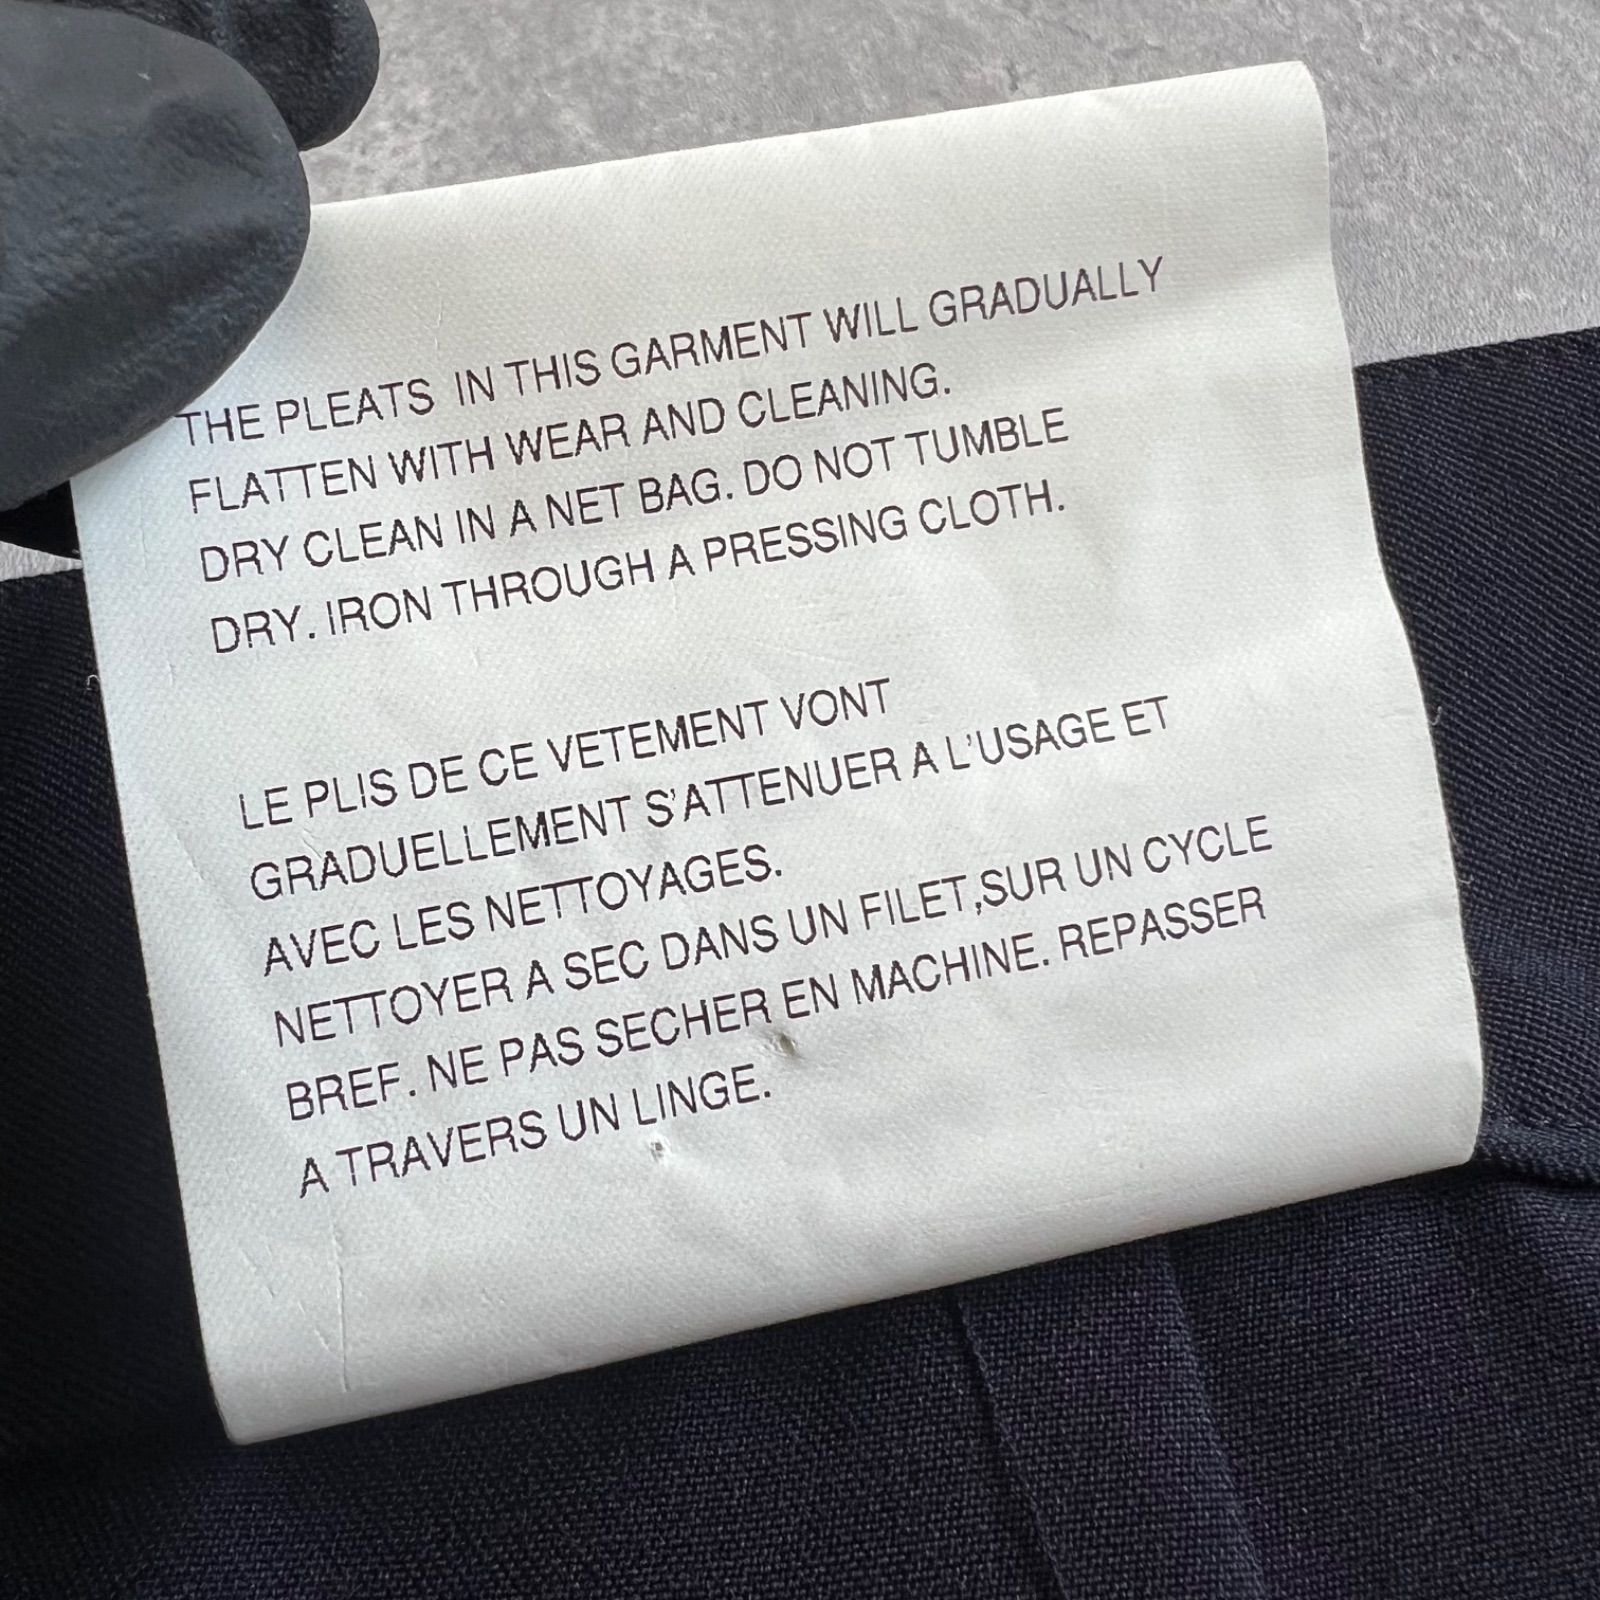 THE PLEATS IN THIS GARMENT WILL GRADUALLY
FLATTEN WITH WEAR AND CLEANING.
DRY CLEAN IN A NET BAG. DO NOT TUMBLE
DRY. IRON THROUGH A PRESSING CLOTH.
LE PLIS DE CE VETEMENT VONT
GRADUELLEMENT S'ATTENUER A L'USAGE ET
AVEC LES NETTOYAGES.
NETTOYER A SEC DANS UN FILET,SUR UN CYCLE
BREF. NE PAS SECHER EN MACHINE. REPASSER
A TRAVERS UN LINGE.